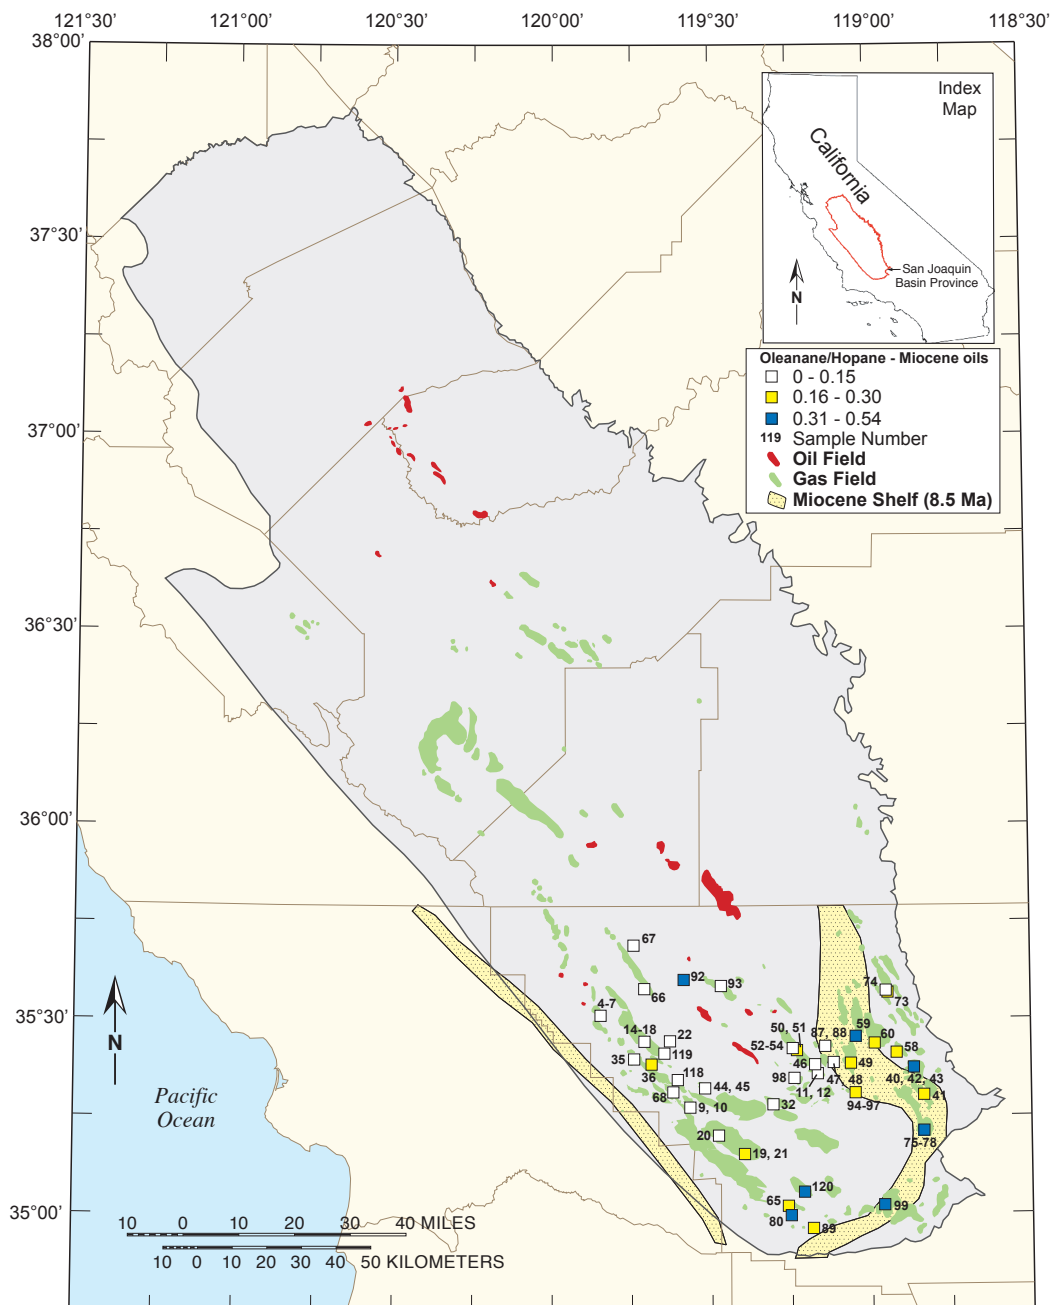 121°30'
121°00'
120°30'
120°00'
119°30'
119°00'
118°30'
38°00'
37°30'
37°00'
36°30'
36°00'
35°30'
35°00'
Index
Map
California
San Joaquin
Basin Province
N
Oleanane/Hopane - Miocene oils
0 - 0.15
0.16 - 0.30
0.31 - 0.54
119 Sample Number
Oil Field
Gas Field
Miocene Shelf (8.5 Ma)
67
92
93
66
4-7
74
73
14-18
22
50, 51
87, 88
59
60
52-54
119
35
36
46
49
58
118
98
47, 48
40, 42, 43
44, 45
11, 12
68
9, 10
32
94-97
41
20
75-78
19, 21
120
65
99
80
89
N
Pacific
Ocean
10 0 10 20 30 40 MILES
10 0 10 20 30 40 50 KILOMETERS